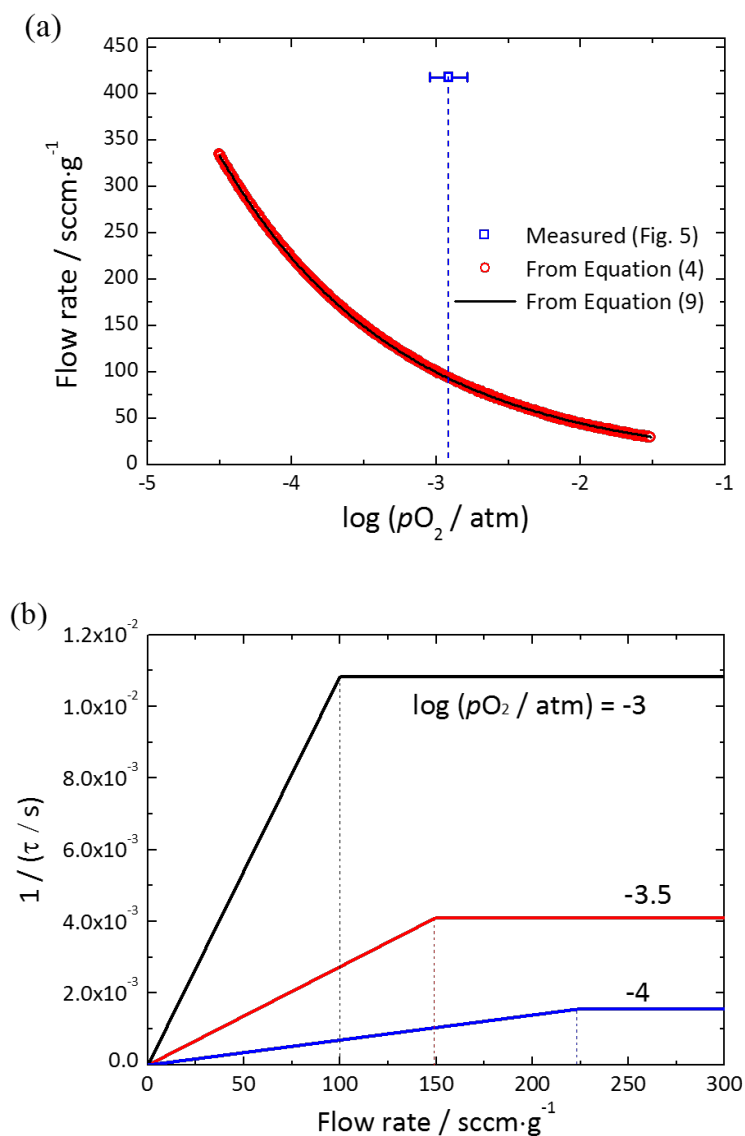 (a)
450
400
350
300
250
200
150
100
50
0
Flow rate / sccm·g⁻¹
Measured (Fig. 5)
From Equation (4)
From Equation (9)
-5 -4 -3 -2 -1
log (pO₂ / atm)
(b)
1.2x10⁻²
1.0x10⁻²
8.0x10⁻³
6.0x10⁻³
4.0x10⁻³
2.0x10⁻³
0.0
1 / (τ / s)
log (pO₂ / atm) = -3
-3.5
-4
0 50 100 150 200 250 300
Flow rate / sccm·g⁻¹